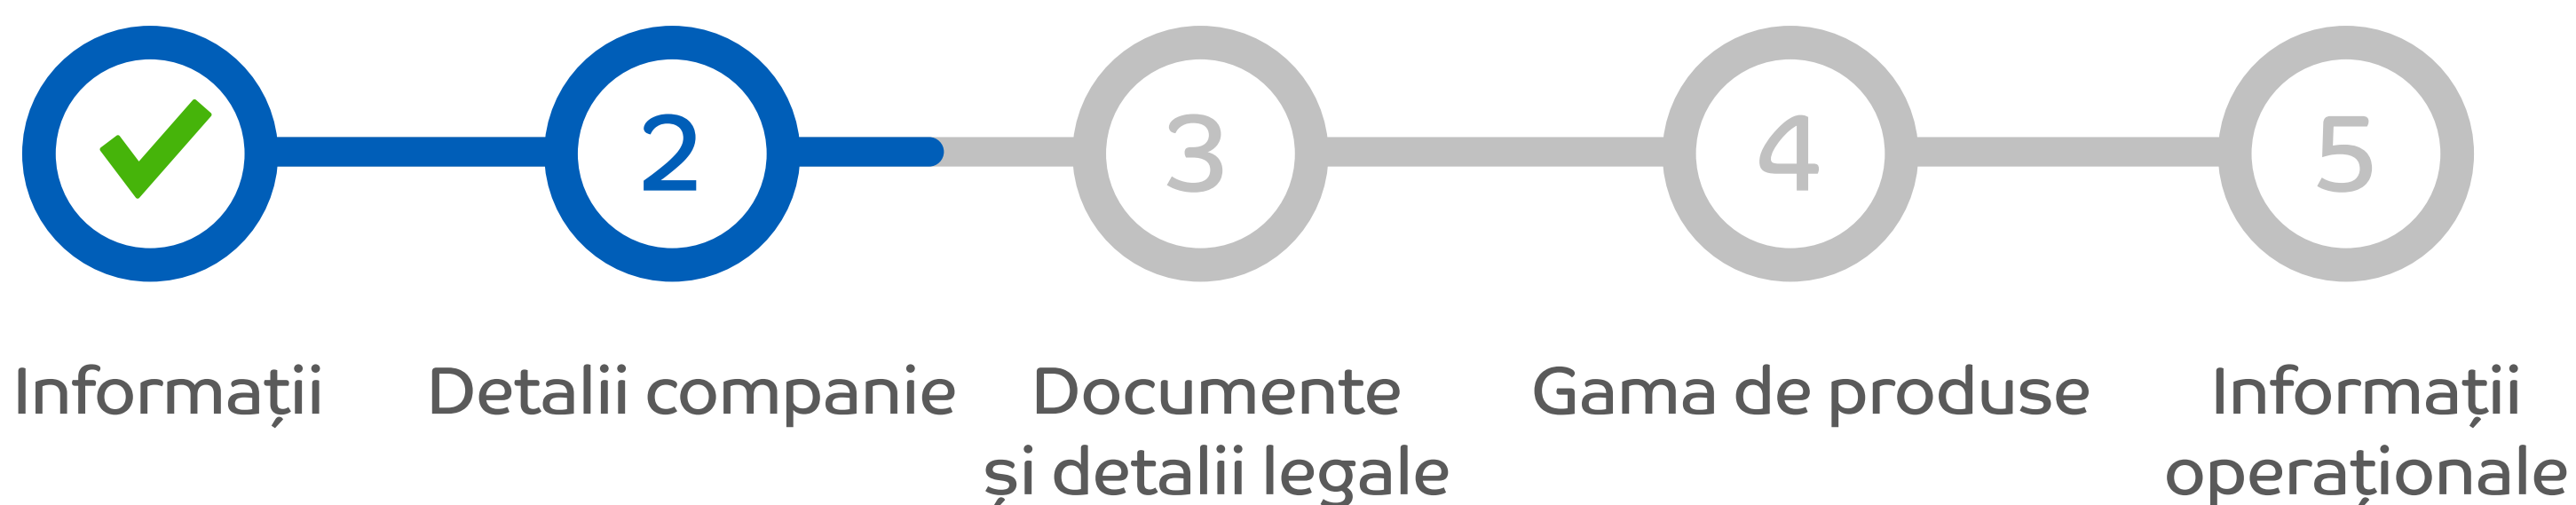 2
3
4
5
Informații
Detalii companie
Documente
și detalii legale
Gama de produse
Informații
operaționale